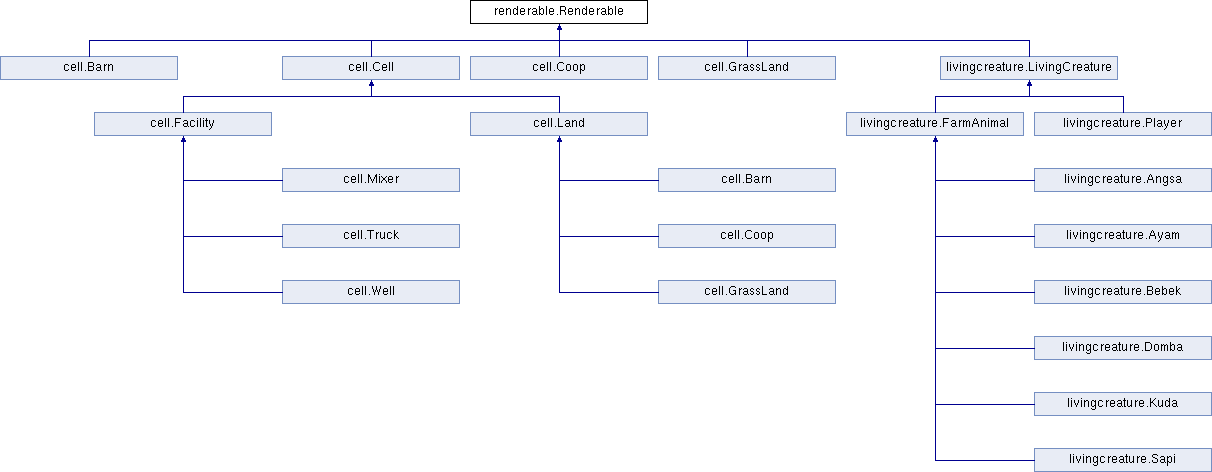 renderable.Renderable
cell.Barn
cell.Cell
cell.Coop
cell.GrassLand
livingcreature.LivingCreature
cell.Facility
cell.Land
livingcreature.FarmAnimal
livingcreature.Player
cell.Mixer
cell.Barn
livingcreature.Angsa
cell.Truck
cell.Coop
livingcreature.Ayam
cell.Well
cell.GrassLand
livingcreature.Bebek
livingcreature.Domba
livingcreature.Kuda
livingcreature.Sapi